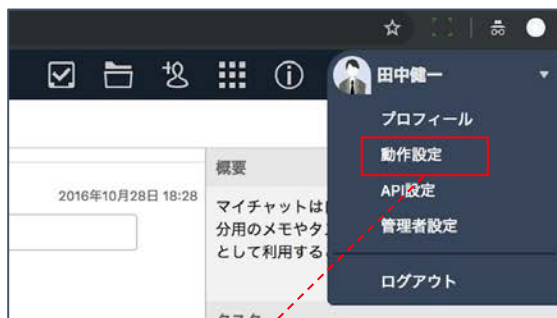 田中健一
プロフィール
動作設定
API設定
管理者設定
ログアウト
2016年10月28日 18:28
概要
マイチャットは
分用のメモやタ
として利用する
タスク